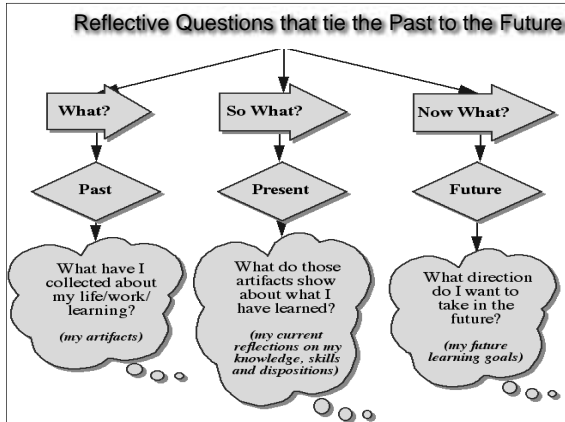 Reflective Questions that tie the Past to the Future
What?
So What?
Now What?
Past
Present
Future
What have I
collected about
my life/work/
learning?
(my artifacts)
What do those
artifacts show
about what I
have learned?
(my current
reflections on my
knowledge, skills
and dispositions)
What direction
do I want to
take in the
future?
(my future
learning goals)